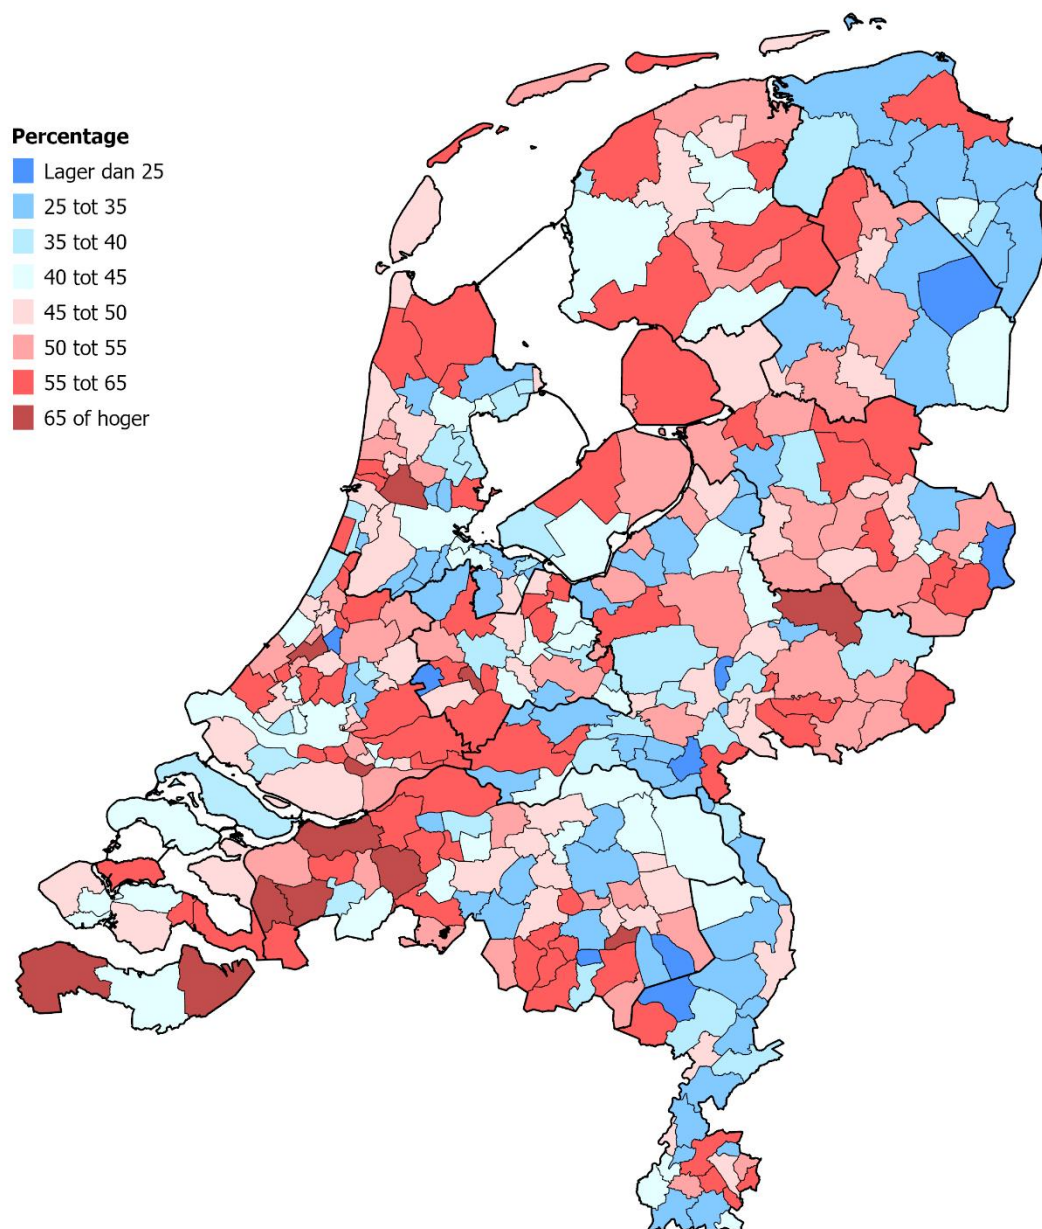 Percentage
Lager dan 25
25 tot 35
35 tot 40
40 tot 45
45 tot 50
50 tot 55
55 tot 65
65 of hoger